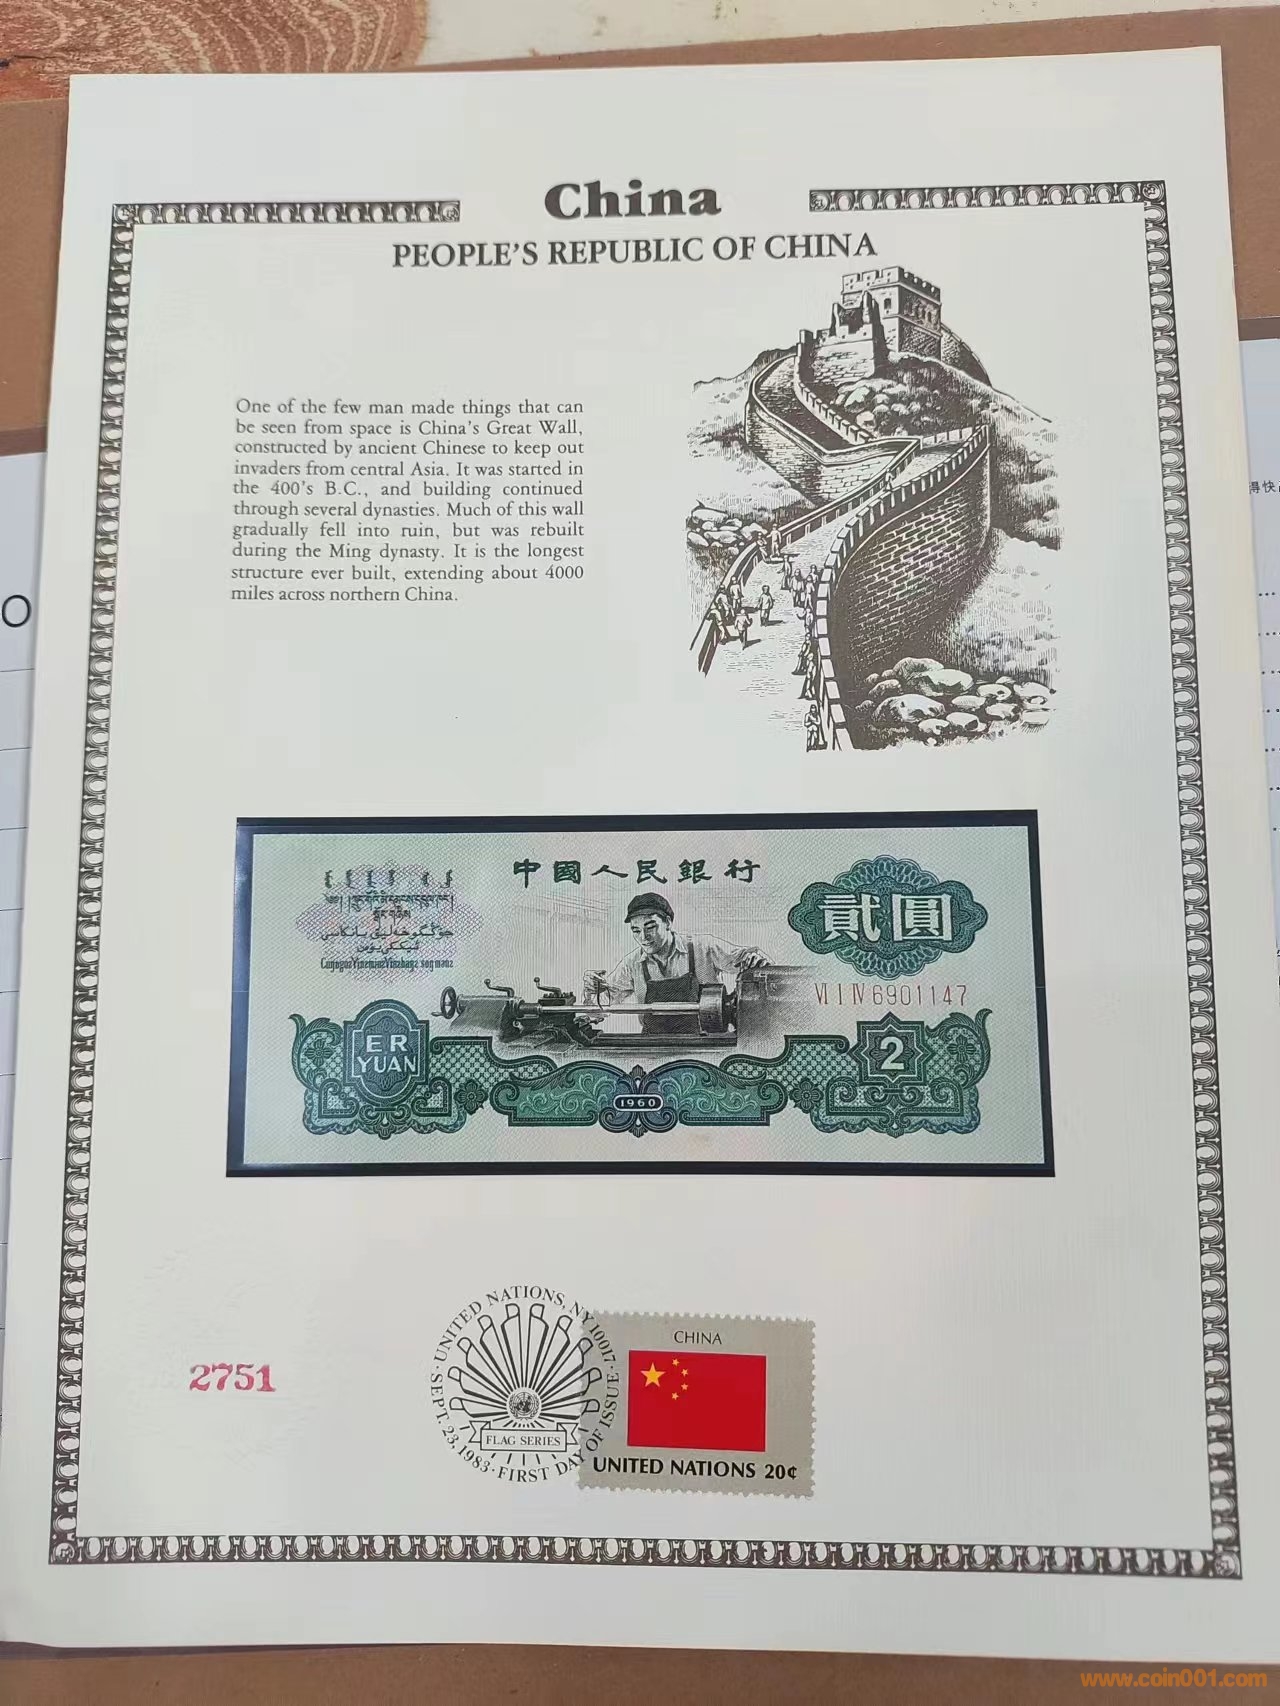 China
PEOPLE'S REPUBLIC OF CHINA
One of the few man made things that can
be seen from space is China's Great Wall,
constructed by ancient Chinese to keep out
invaders from central Asia. It was started in
the 400's B.C., and building continued
through several dynasties. Much of this wall
gradually fell into ruin, but was rebuilt
during the Ming dynasty. It is the longest
structure ever built, extending about 4000
miles across northern China.
得快
O
中國人民銀行
貳圓
VI I IV 6901147
ER
YUAN
2
1960
UNITED NATIONS, NY 10017 · SEPT. 23, 1983 · FIRST DAY OF ISSUE ·
FLAG SERIES
CHINA
UNITED NATIONS 20¢
2751
www.coin001.com